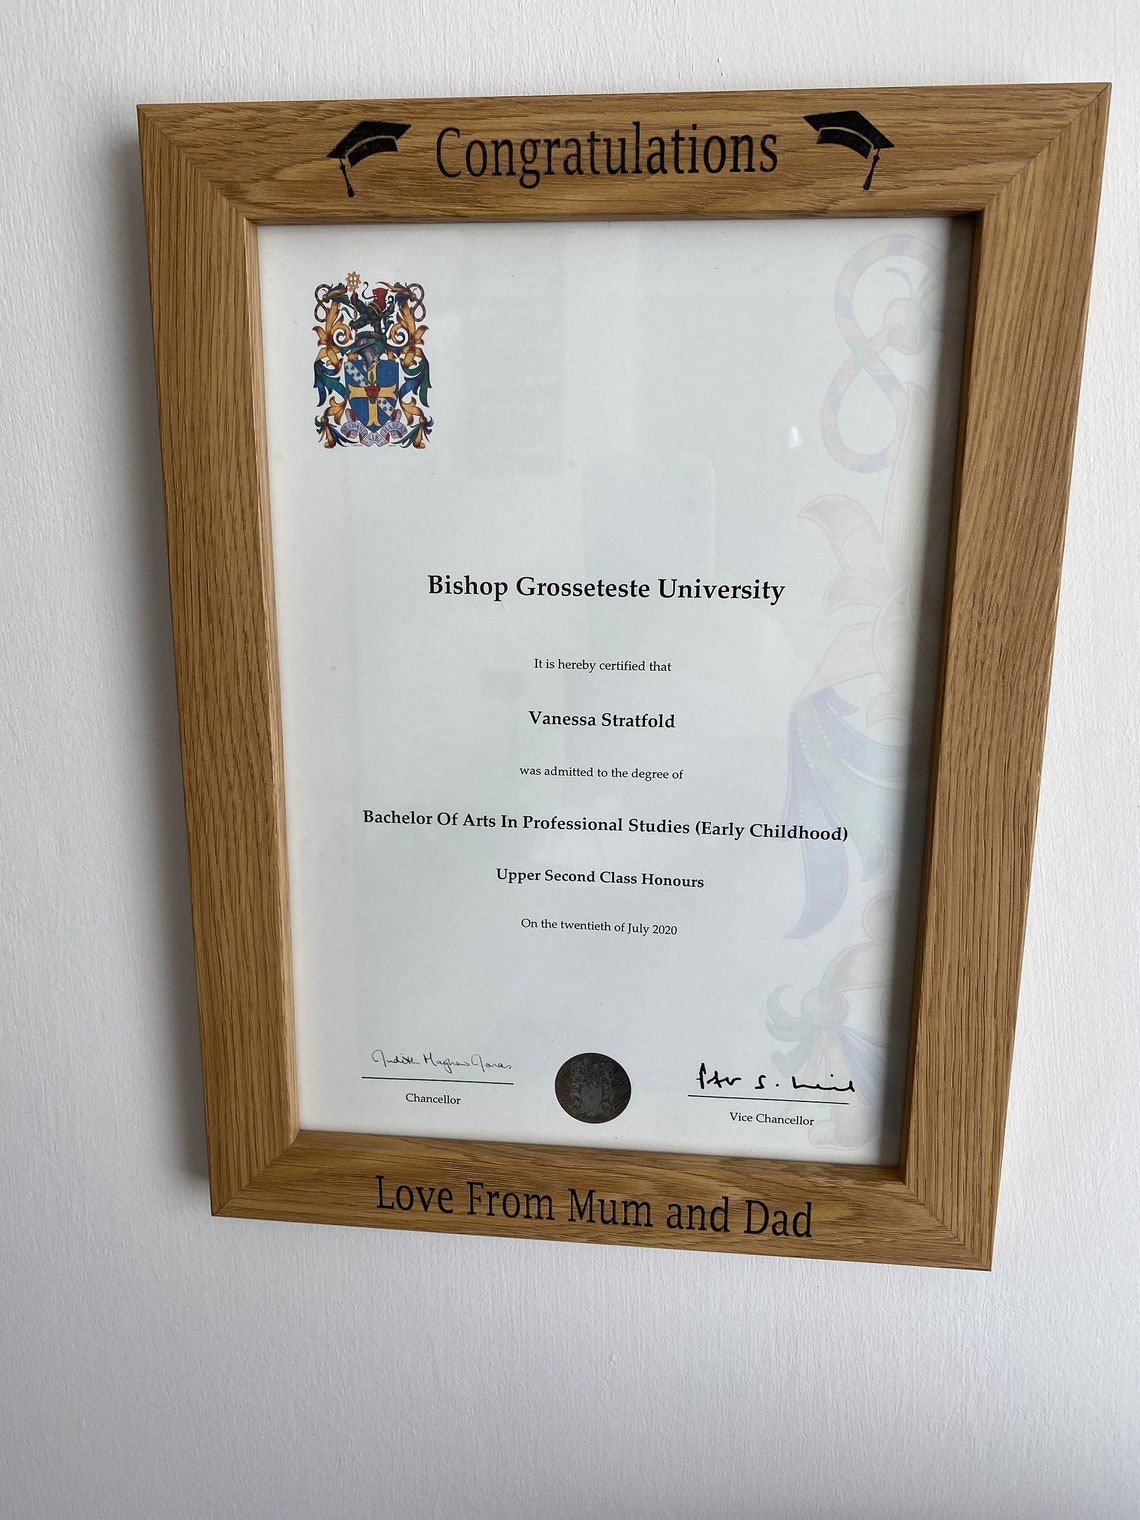 Congratulations
Bishop Grosseteste University
It is hereby certified that
Vanessa Stratfold
was admitted to the degree of
Bachelor Of Arts In Professional Studies (Early Childhood)
Upper Second Class Honours
On the twentieth of July 2020
Chancellor
Vice Chancellor
Love From Mum and Dad